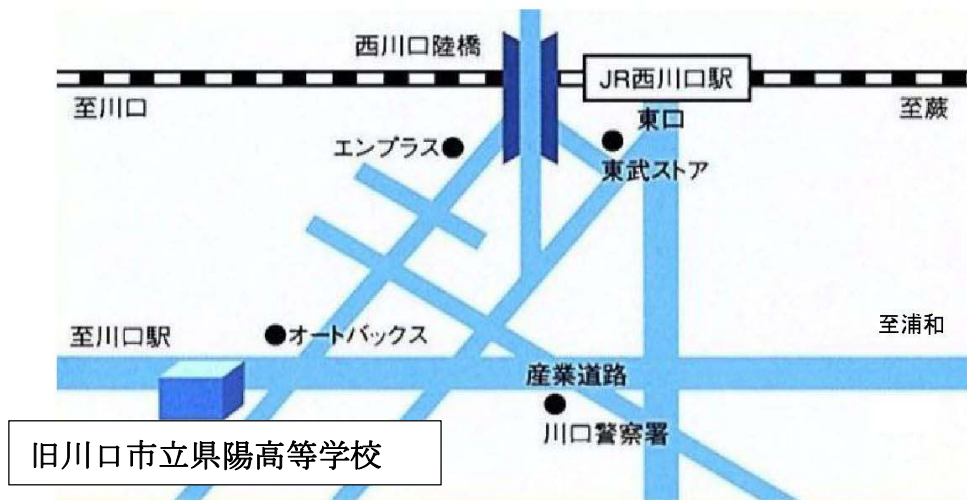 西川口陸橋
JR西川口駅
至川口
至蕨
東口
エンプラス
東武ストア
至浦和
至川口駅
オートバックス
産業道路
川口警察署
旧川口市立県陽高等学校